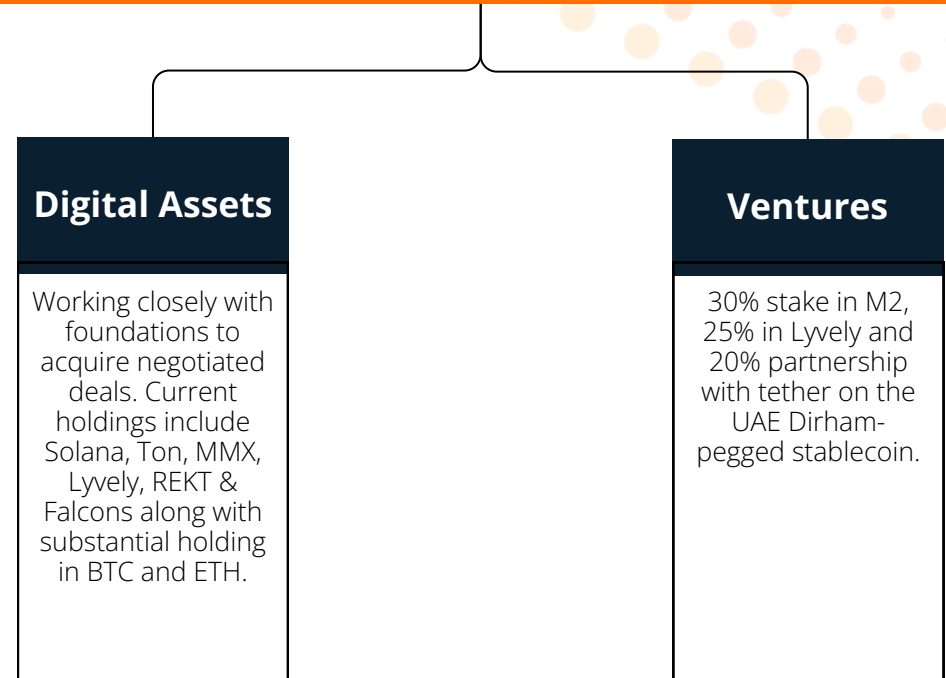 Digital Assets
Working closely with
foundations to
acquire negotiated
deals. Current
holdings include
Solana, Ton, MMX,
Lyvely, REKT &
Falcons along with
substantial holding
in BTC and ETH.
Ventures
30% stake in M2,
25% in Lyvely and
20% partnership
with tether on the
UAE Dirham-
pegged stablecoin.